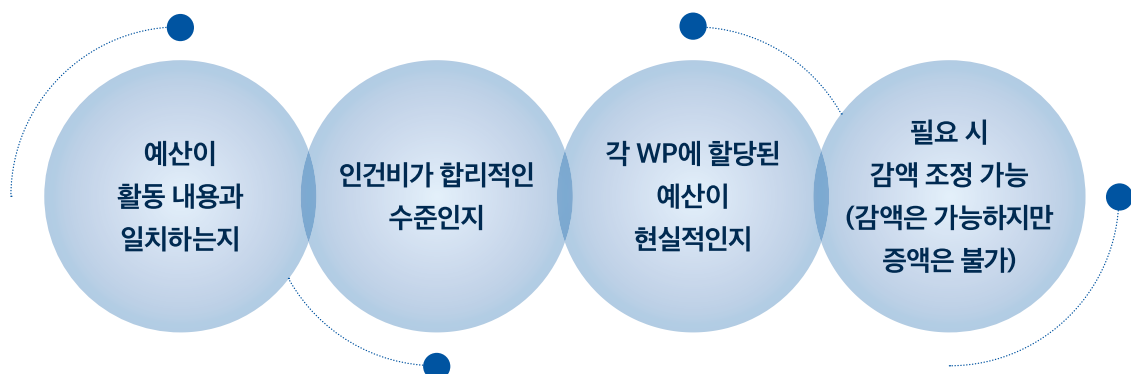 예산이
활동 내용과
일치하는지
인건비가 합리적인
수준인지
각 WP에 할당된
예산이
현실적인지
필요 시
감액 조정 가능
(감액은 가능하지만
증액은 불가)